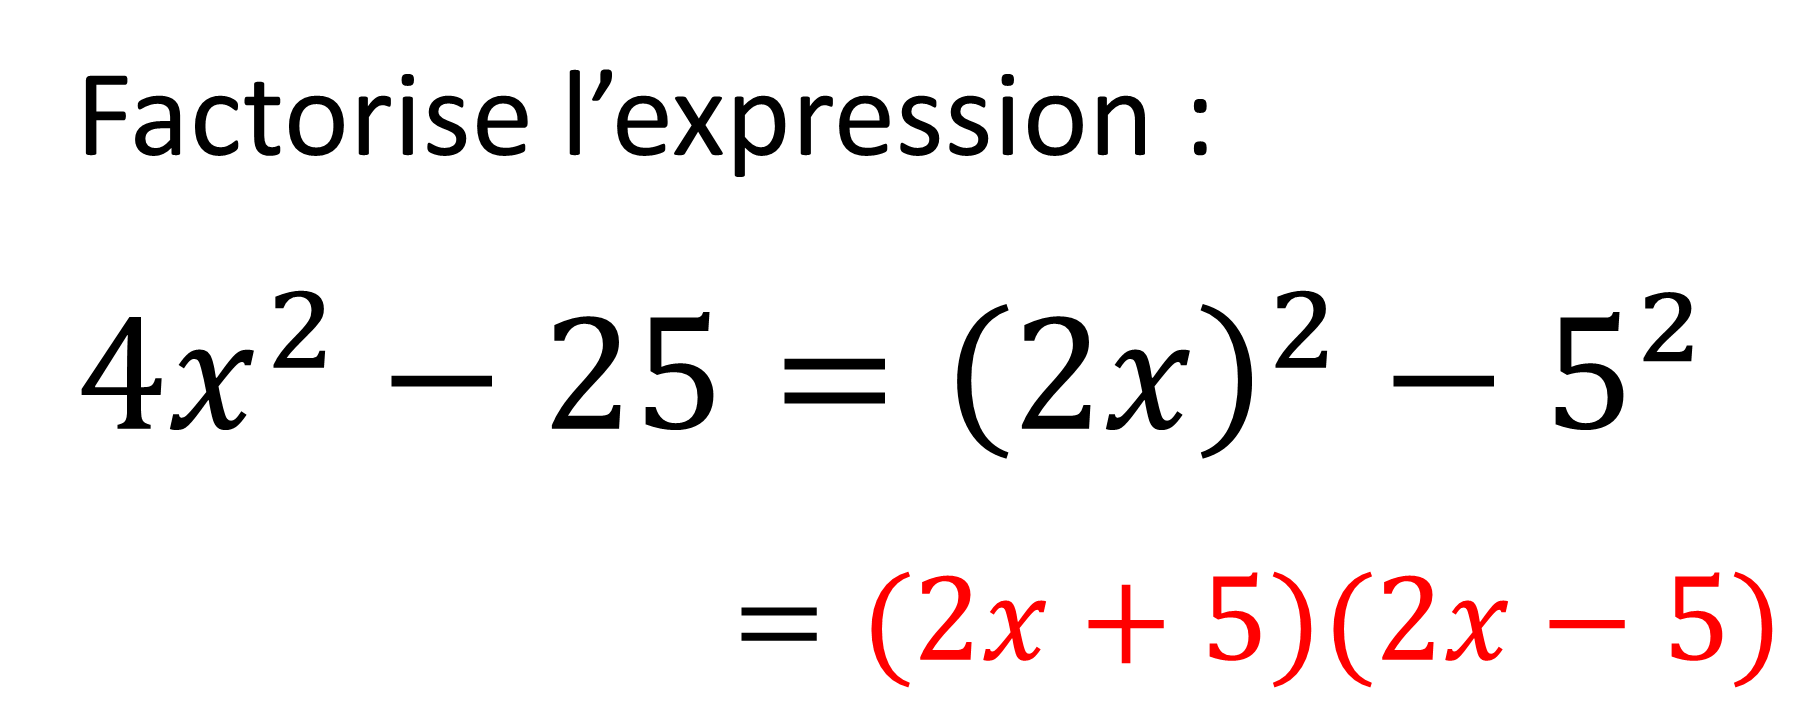 Factorise l’expression :
4x² − 25 = (2x)² − 5²
= (2x + 5)(2x − 5)